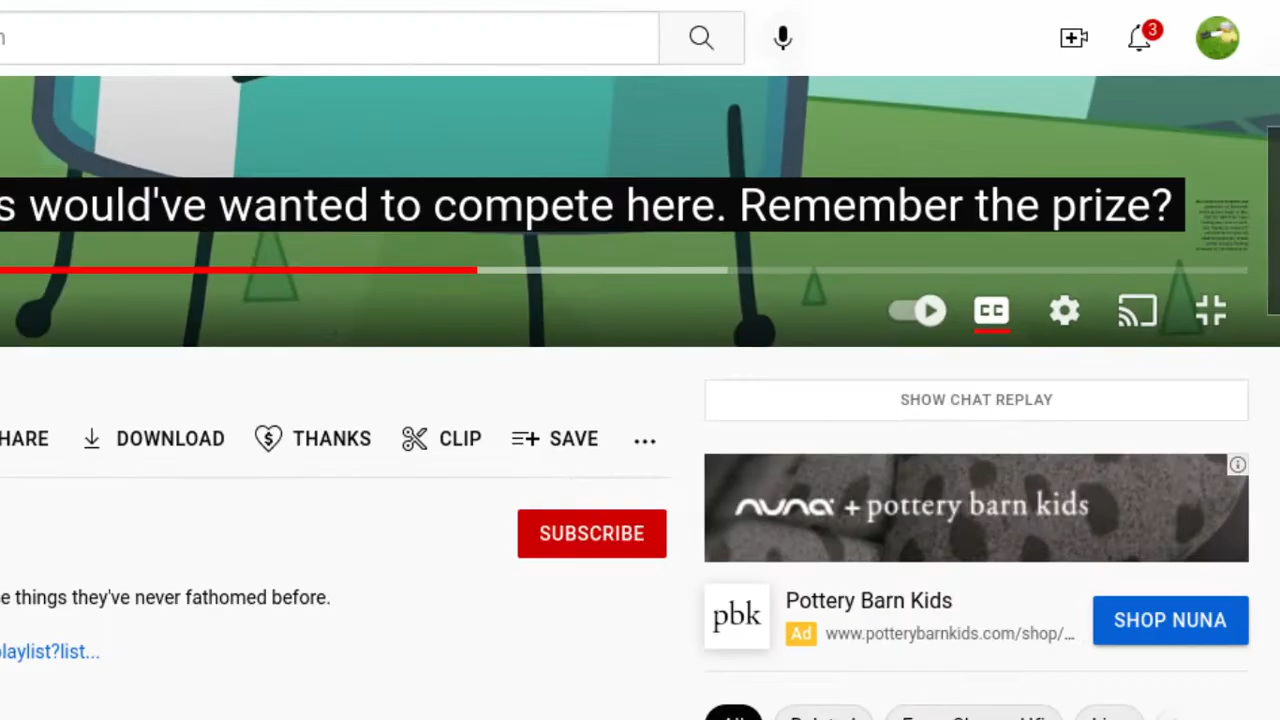 3
s would've wanted to compete here. Remember the prize?
CC
SHOW CHAT REPLAY
HARE DOWNLOAD THANKS CLIP SAVE
nuna + pottery barn kids
SUBSCRIBE
e things they've never fathomed before.
pbk
Pottery Barn Kids
Ad www.potterybarnkids.com/shop/...
SHOP NUNA
laylist?list...